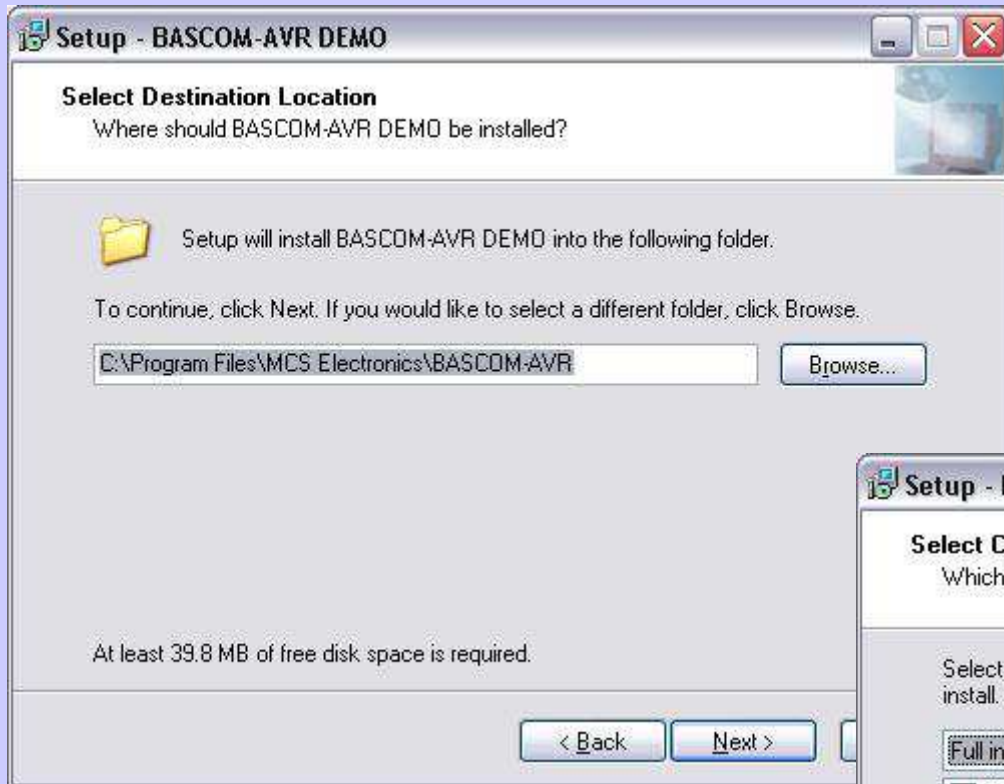 Setup - BASCOM-AVR DEMO
Select Destination Location
Where should BASCOM-AVR DEMO be installed?
Setup will install BASCOM-AVR DEMO into the following folder.
To continue, click Next. If you would like to select a different folder, click Browse.
C:\Program Files\MCS Electronics\BASCOM-AVR
Browse...
At least 39.8 MB of free disk space is required.
< Back
Next >
Setup -
Select
Which
Select
install.
Full